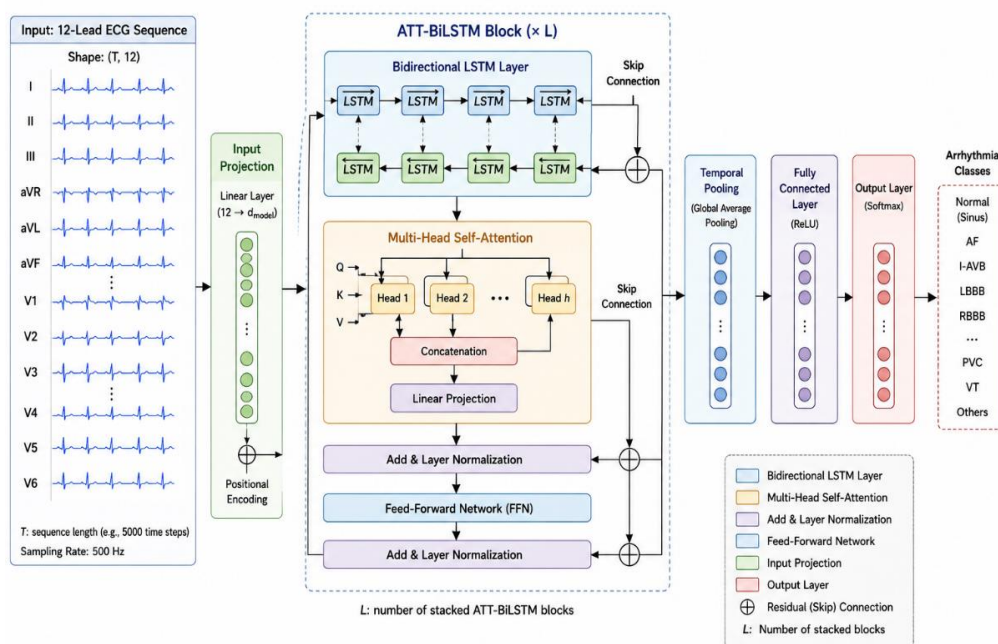 Input: 12-Lead ECG Sequence
Shape: (T, 12)
I
II
III
aVR
aVL
aVF
V1
V2
V3
V4
V5
V6
T: sequence length (e.g., 5000 time steps)
Sampling Rate: 500 Hz
Input
Projection
Linear Layer
(12 → d_model)
Positional
Encoding
ATT-BiLSTM Block (× L)
Bidirectional LSTM Layer
LSTM LSTM LSTM LSTM
LSTM LSTM LSTM LSTM
Skip
Connection
Multi-Head Self-Attention
Q
K
V
Head 1 Head 2 ••• Head h
Concatenation
Linear Projection
Skip
Connection
Add & Layer Normalization
Feed-Forward Network (FFN)
Add & Layer Normalization
L: number of stacked ATT-BiLSTM blocks
Temporal
Pooling
(Global Average
Pooling)
Fully
Connected
Layer
(ReLU)
Output Layer
(Softmax)
Arrhythmia
Classes
Normal
(Sinus)
AF
I-AVB
LBBB
RBBB
...
PVC
VT
Others
Bidirectional LSTM Layer
Multi-Head Self-Attention
Add & Layer Normalization
Feed-Forward Network
Input Projection
Output Layer
Residual (Skip) Connection
L: Number of stacked blocks